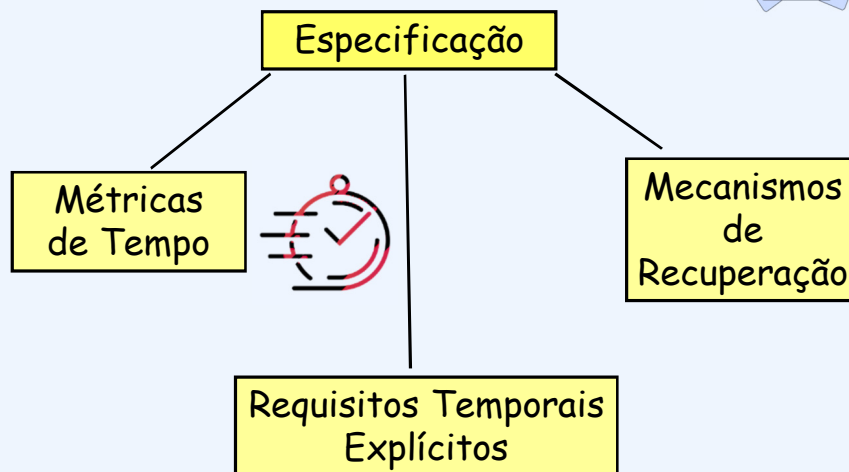 Especificação
Métricas
de Tempo
Mecanismos
de
Recuperação
Requisitos Temporais
Explícitos